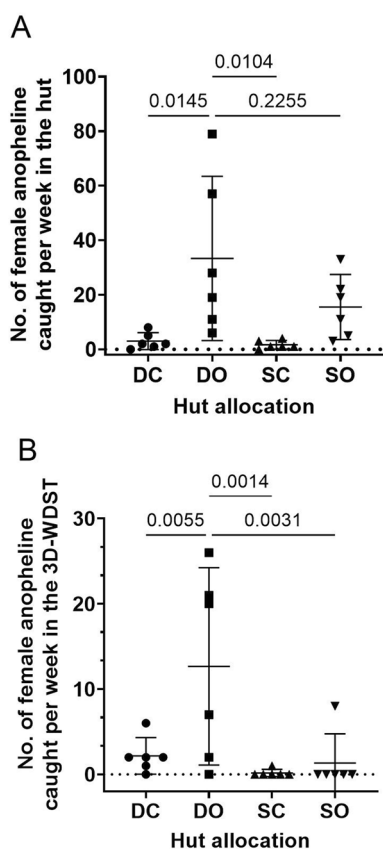 A
0.0104
0.0145 0.2255
No. of female anopheline
caught per week in the hut
100
80
60
40
20
0
DC DO SC SO
Hut allocation
B
0.0014
0.0055 0.0031
No. of female anopheline
caught per week in the 3D-WDST
30
20
10
0
DC DO SC SO
Hut allocation